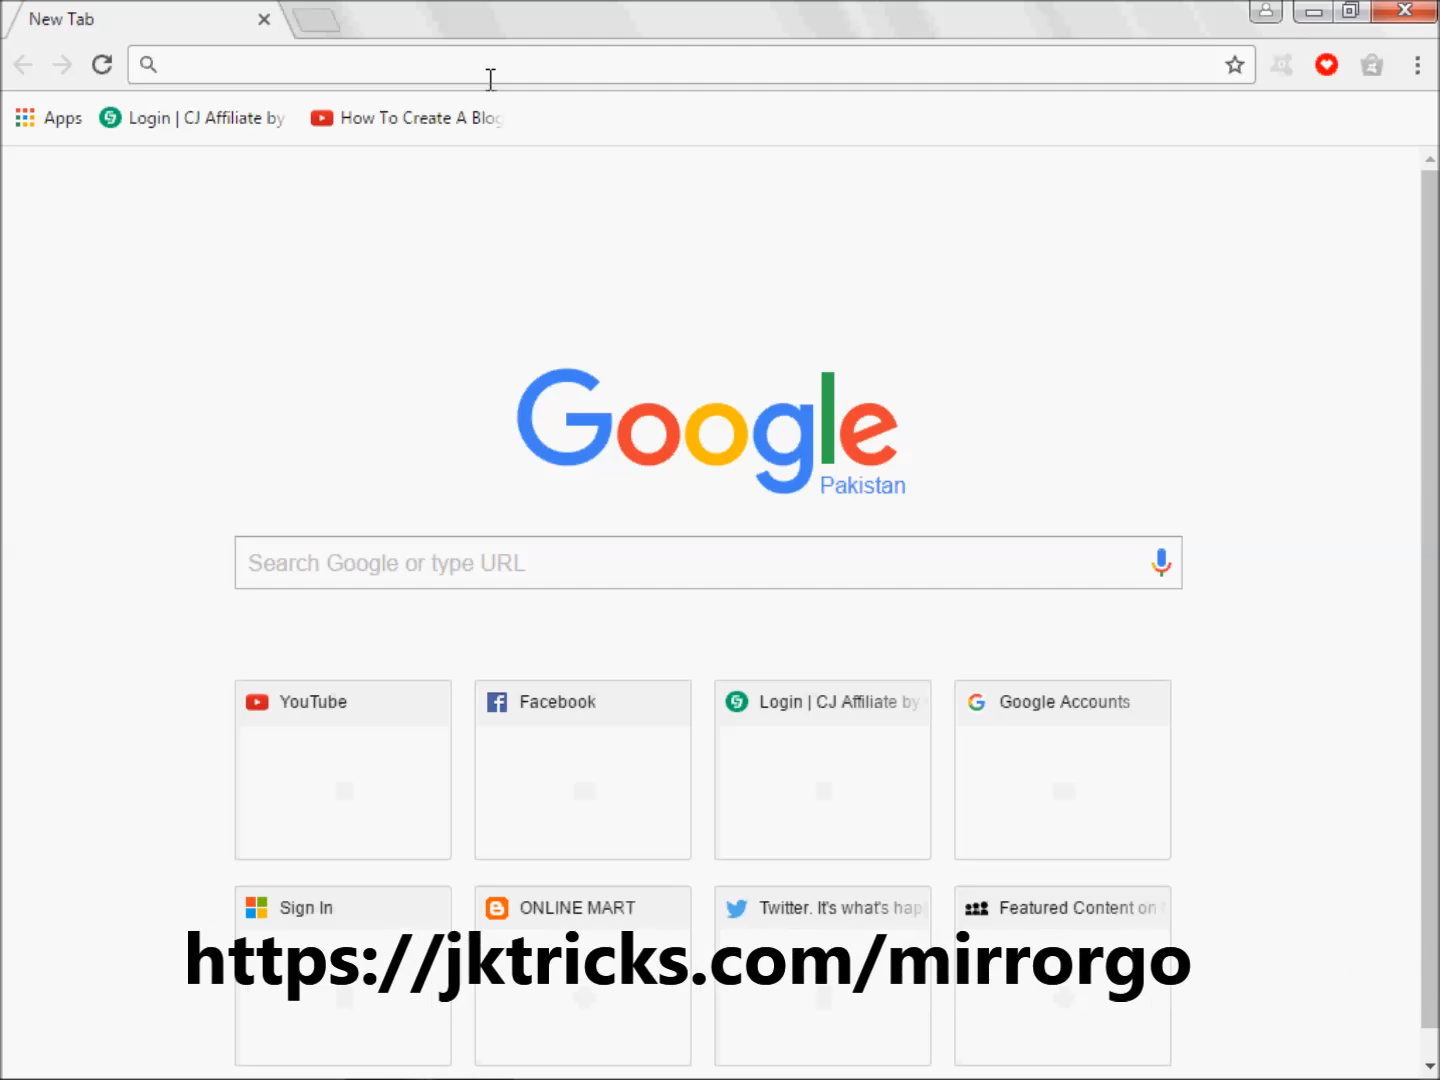 New Tab
Apps
Login | CJ Affiliate by
How To Create A Blog
Google
Pakistan
Search Google or type URL
YouTube
Facebook
Login | CJ Affiliate by
Google Accounts
Sign In
ONLINE MART
Twitter. It's what's hap
Featured Content on
https://jktricks.com/mirrorgo